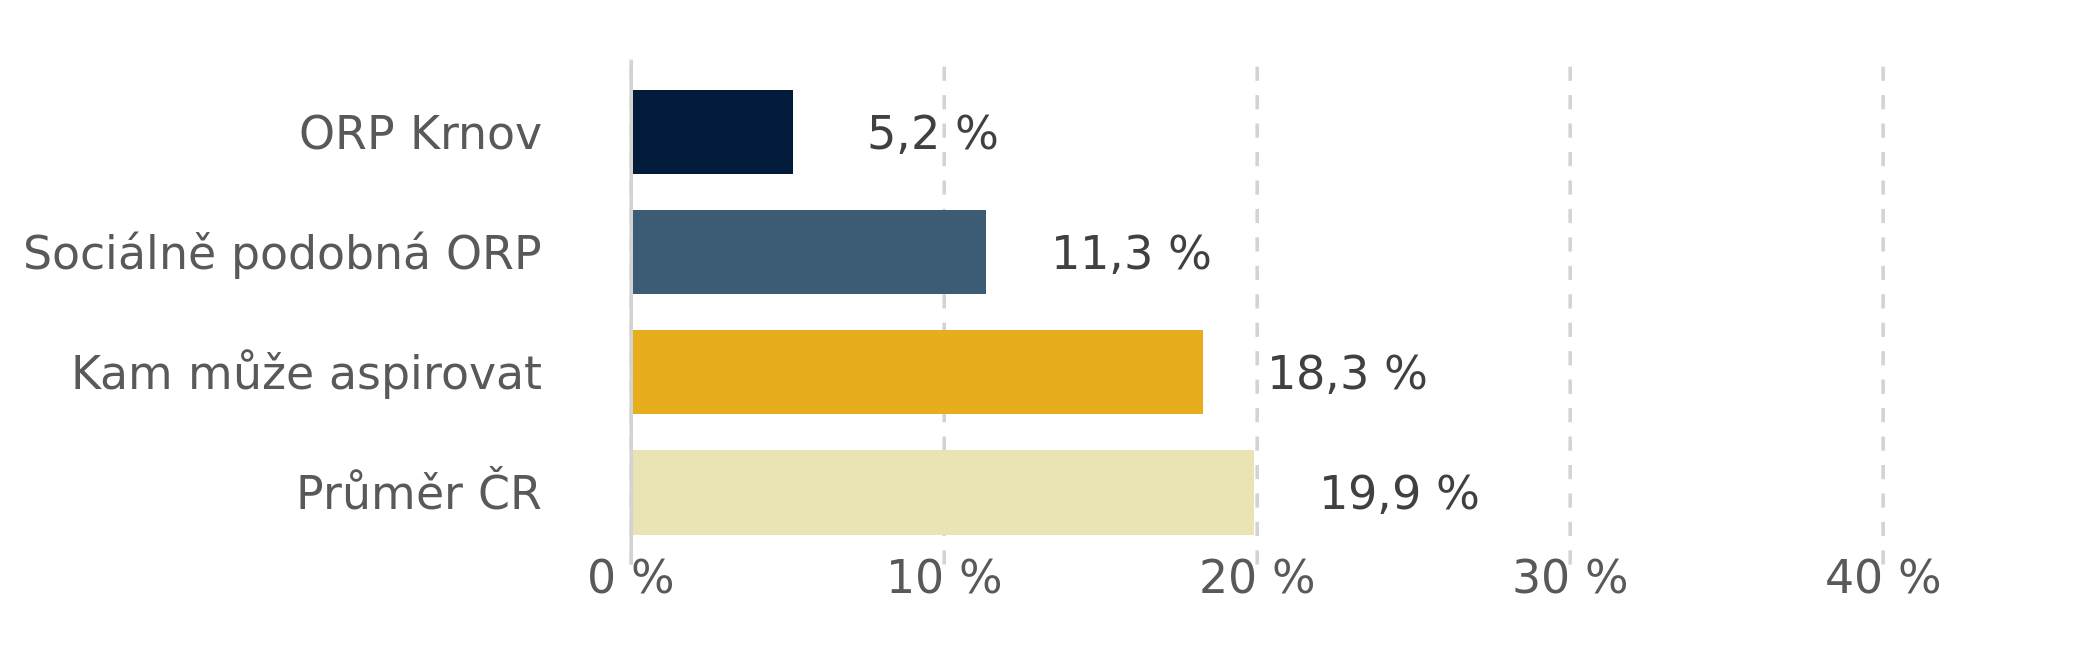 ORP Krnov 5,2 %
Sociálně podobná ORP 11,3 %
Kam může aspirovat 18,3 %
Průměr ČR 19,9 %
0 % 10 % 20 % 30 % 40 %